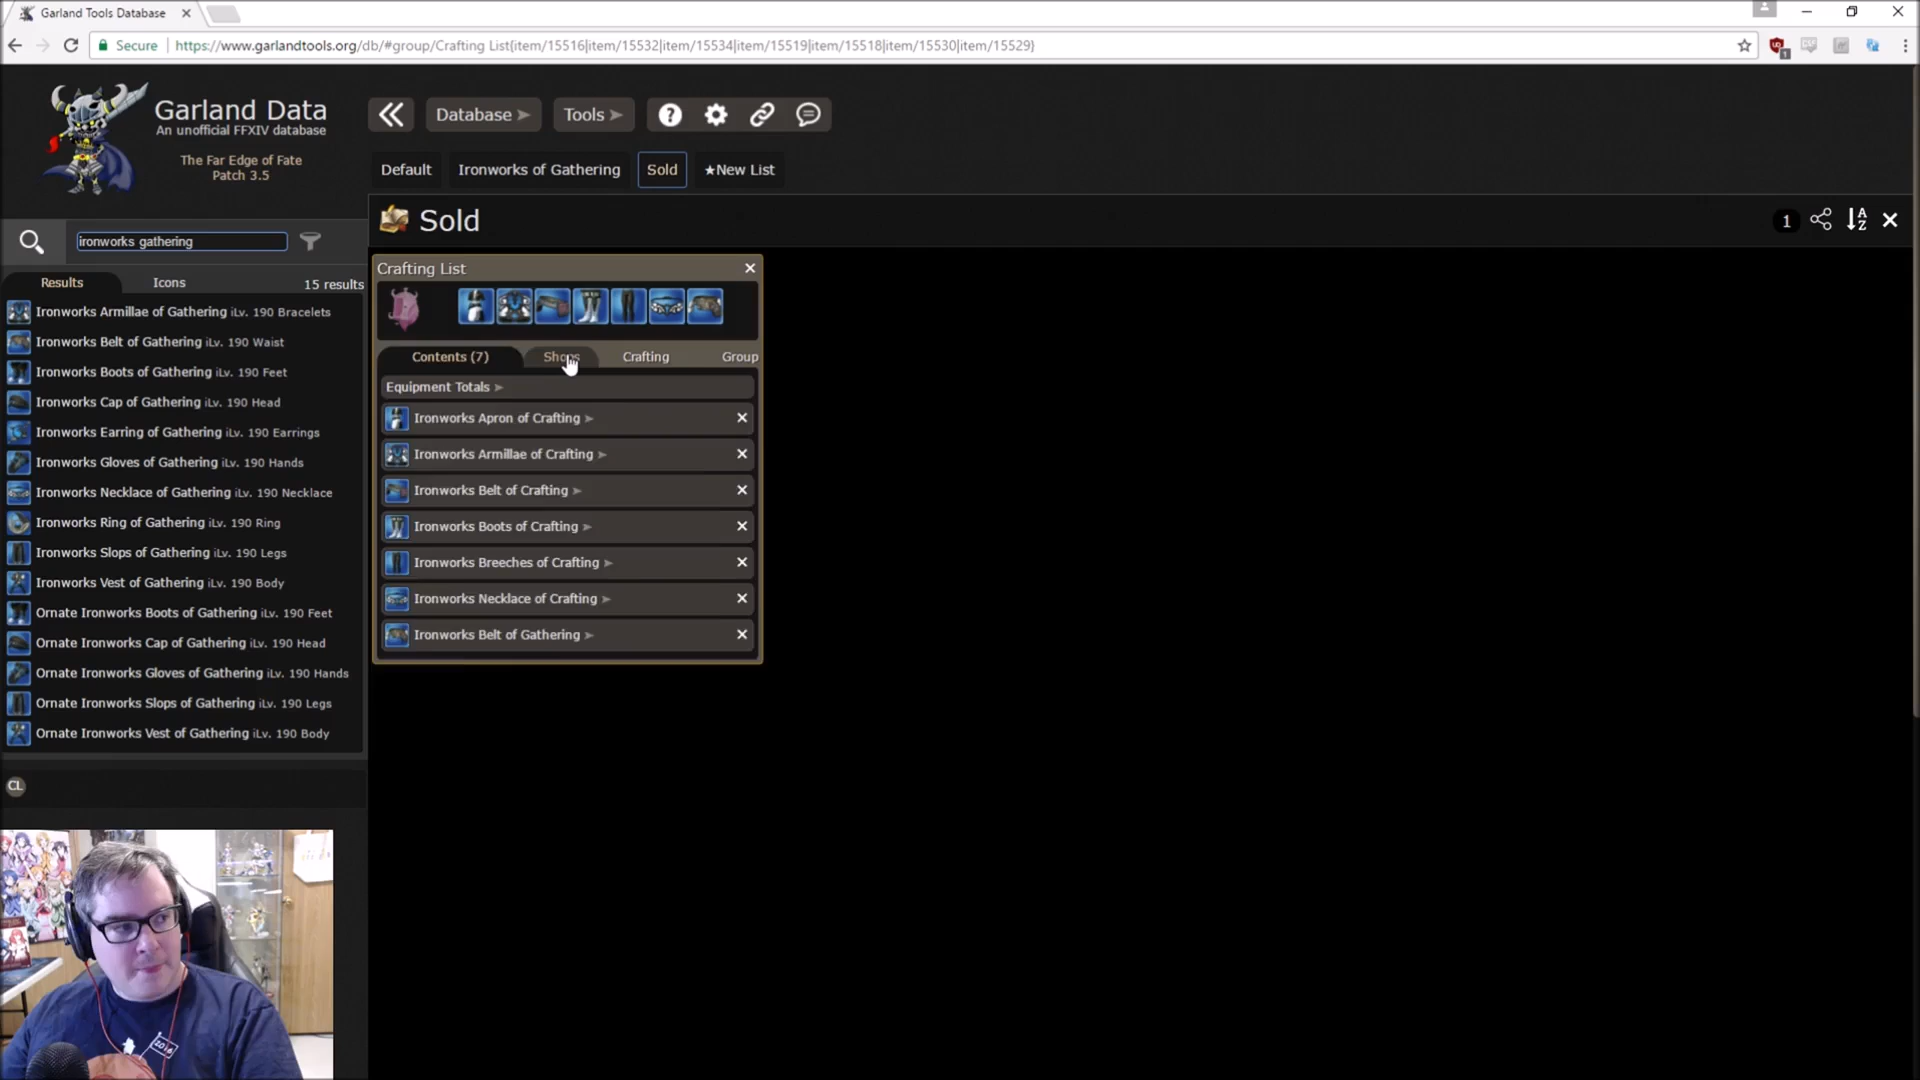 Garland Tools Database
Secure
https://www.garlandtools.org/db/#group/Crafting List{item/15516|item/15532|item/15534|item/15519|item/15518|item/15530|item/15529}
1
Garland Data
An unofficial FFXIV database
The Far Edge of Fate
Patch 3.5
Database
Tools
Default
Ironworks of Gathering
Sold
★New List
Sold
1
ironworks gathering
Results
Icons
15 results
Ironworks Armillae of Gathering iLv. 190 Bracelets
Ironworks Belt of Gathering iLv. 190 Waist
Ironworks Boots of Gathering iLv. 190 Feet
Ironworks Cap of Gathering iLv. 190 Head
Ironworks Earring of Gathering iLv. 190 Earrings
Ironworks Gloves of Gathering iLv. 190 Hands
Ironworks Necklace of Gathering iLv. 190 Necklace
Ironworks Ring of Gathering iLv. 190 Ring
Ironworks Slops of Gathering iLv. 190 Legs
Ironworks Vest of Gathering iLv. 190 Body
Ornate Ironworks Boots of Gathering iLv. 190 Feet
Ornate Ironworks Cap of Gathering iLv. 190 Head
Ornate Ironworks Gloves of Gathering iLv. 190 Hands
Ornate Ironworks Slops of Gathering iLv. 190 Legs
Ornate Ironworks Vest of Gathering iLv. 190 Body
CL
Crafting List
Contents (7)
Shops
Crafting
Group
Equipment Totals
Ironworks Apron of Crafting
Ironworks Armillae of Crafting
Ironworks Belt of Crafting
Ironworks Boots of Crafting
Ironworks Breeches of Crafting
Ironworks Necklace of Crafting
Ironworks Belt of Gathering
2016